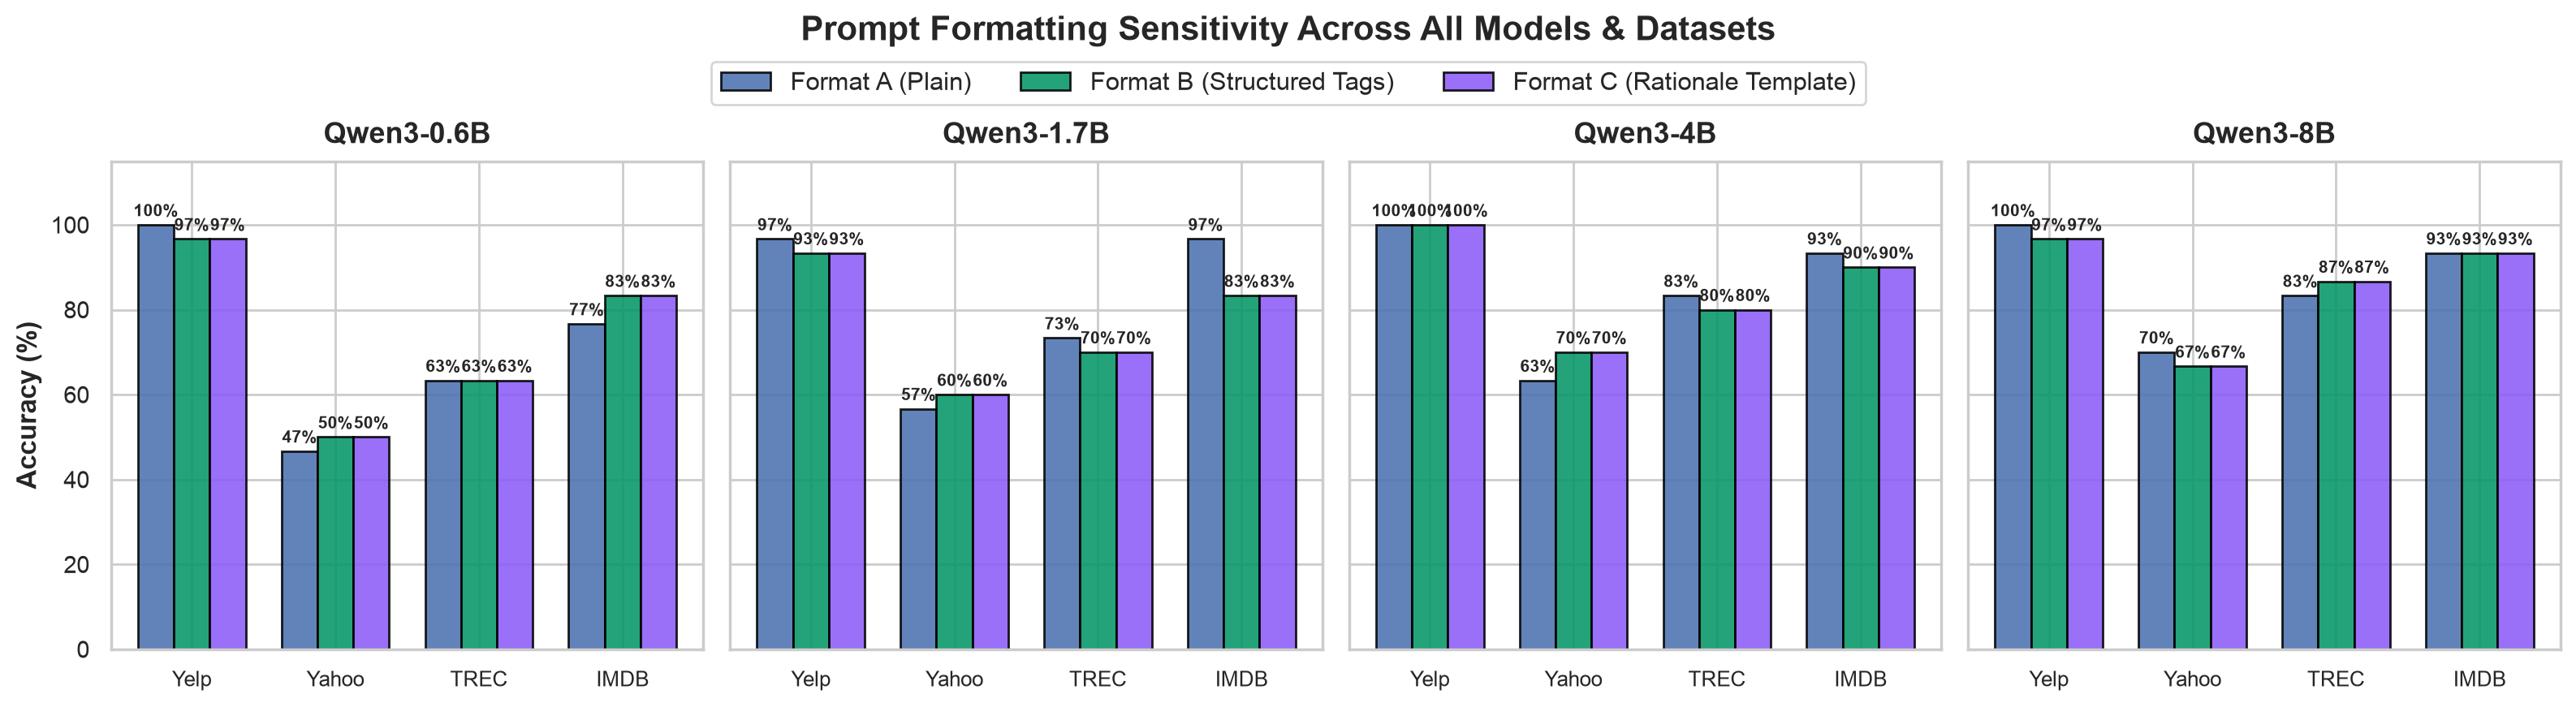 Prompt Formatting Sensitivity Across All Models & Datasets
Format A (Plain) Format B (Structured Tags) Format C (Rationale Template)
Qwen3-0.6B
Accuracy (%)
100
80
60
40
20
0
100% 97% 97%
47% 50% 50%
63% 63% 63%
77% 83% 83%
Yelp Yahoo TREC IMDB
Qwen3-1.7B
97% 93% 93%
57% 60% 60%
73% 70% 70%
97% 83% 83%
Yelp Yahoo TREC IMDB
Qwen3-4B
100% 100% 100%
63% 70% 70%
83% 80% 80%
93% 90% 90%
Yelp Yahoo TREC IMDB
Qwen3-8B
100% 97% 97%
70% 67% 67%
83% 87% 87%
93% 93% 93%
Yelp Yahoo TREC IMDB